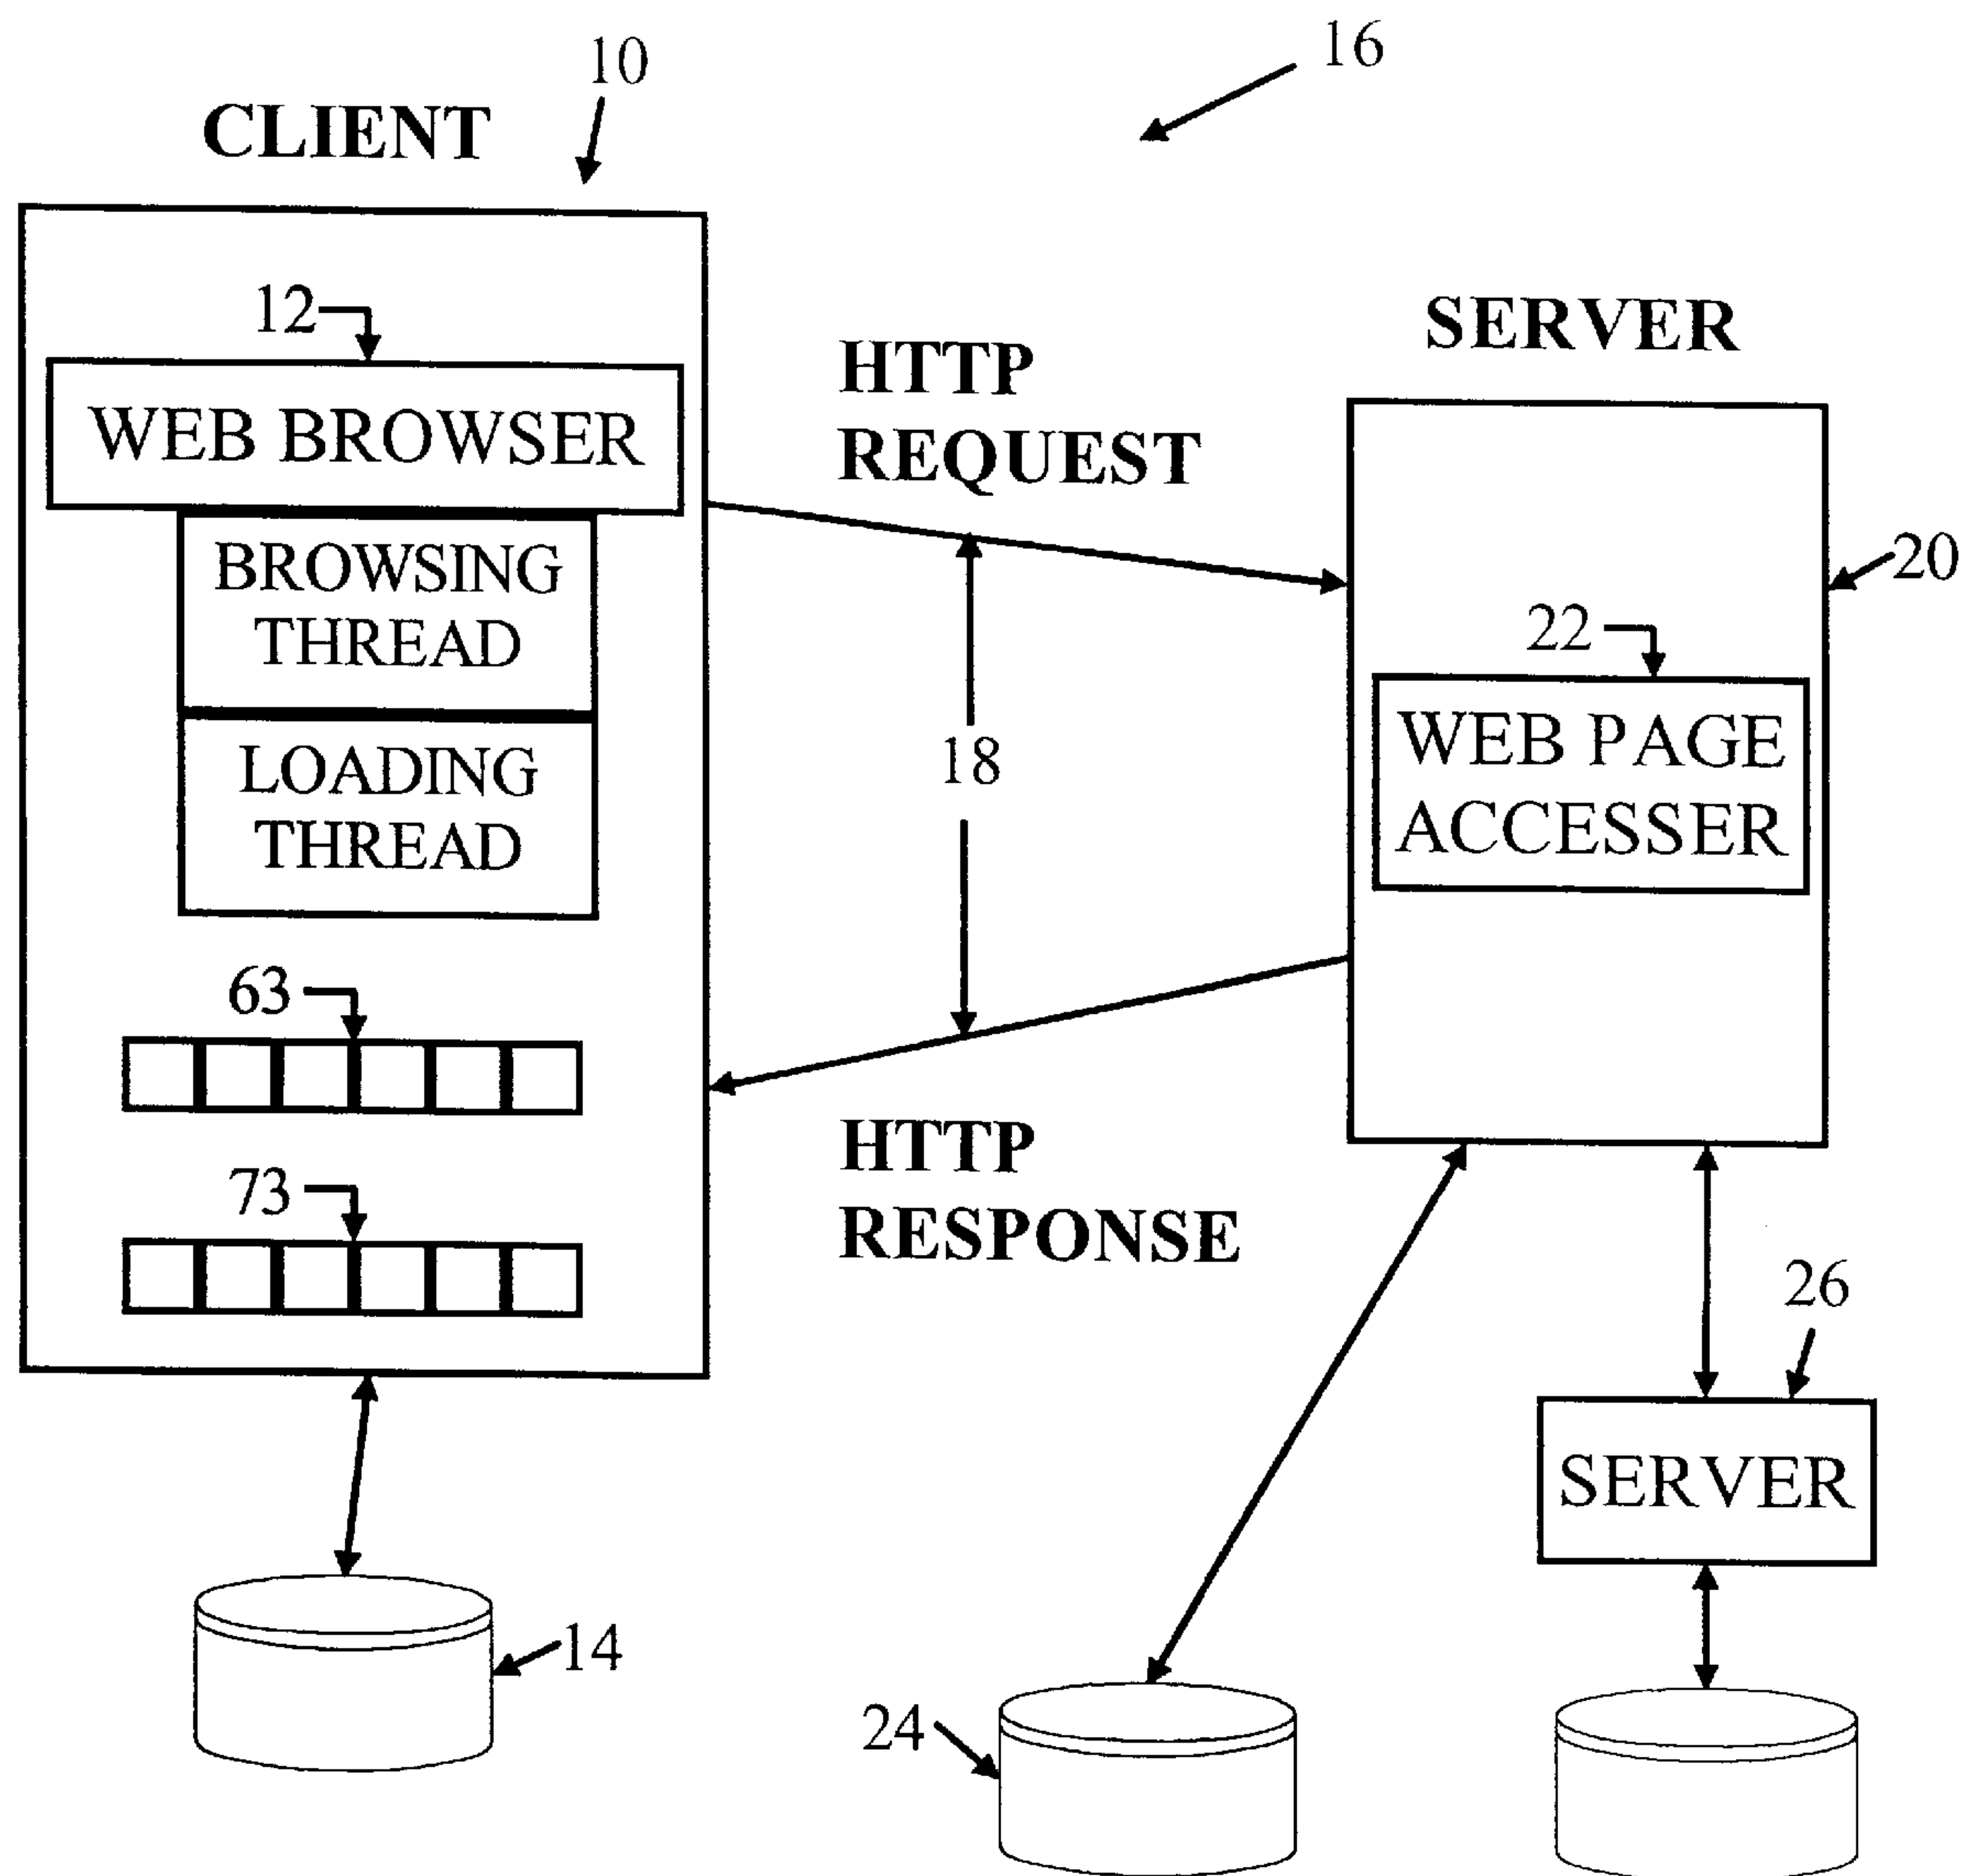 16
10
CLIENT
12
WEB BROWSER
BROWSING
THREAD
LOADING
THREAD
63
73
14
HTTP
REQUEST
18
HTTP
RESPONSE
SERVER
20
22
WEB PAGE
ACCESSER
26
SERVER
24